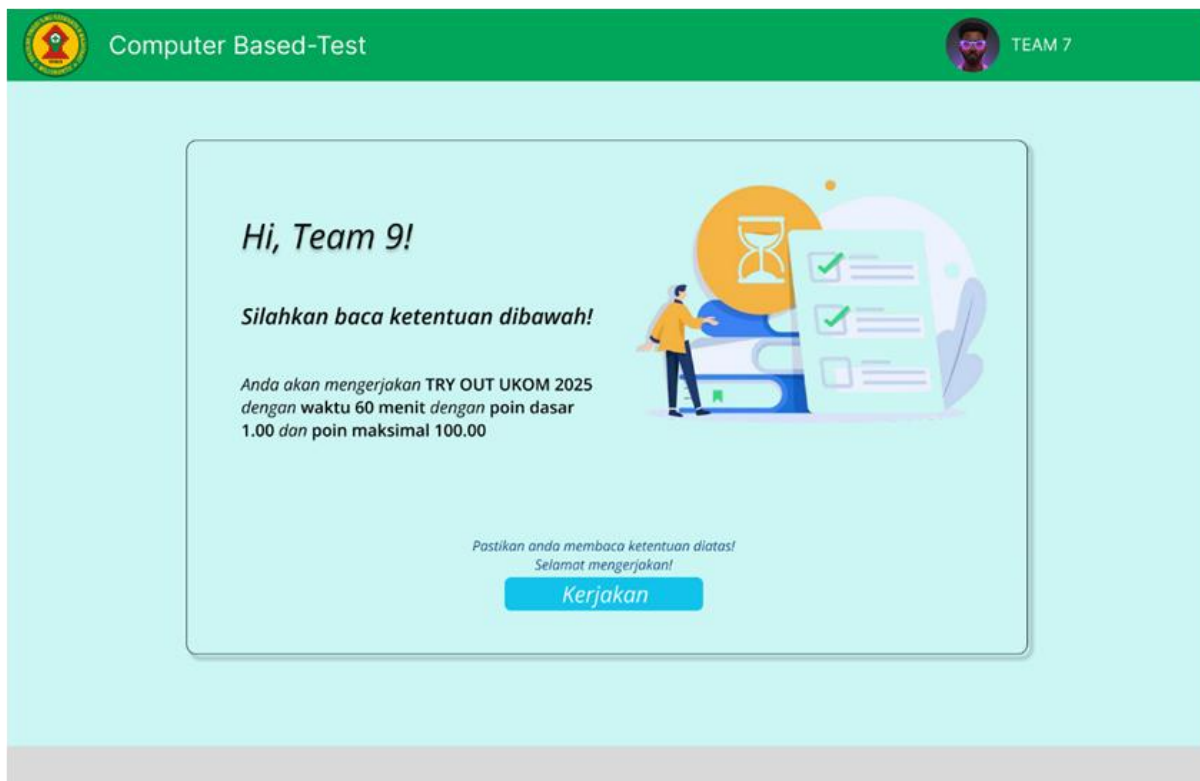 Computer Based-Test
TEAM 7
Hi, Team 9!
Silahkan baca ketentuan dibawah!
Anda akan mengerjakan TRY OUT UKOM 2025
dengan waktu 60 menit dengan poin dasar
1.00 dan poin maksimal 100.00
Pastikan anda membaca ketentuan diatas!
Selamat mengerjakan!
Kerjakan